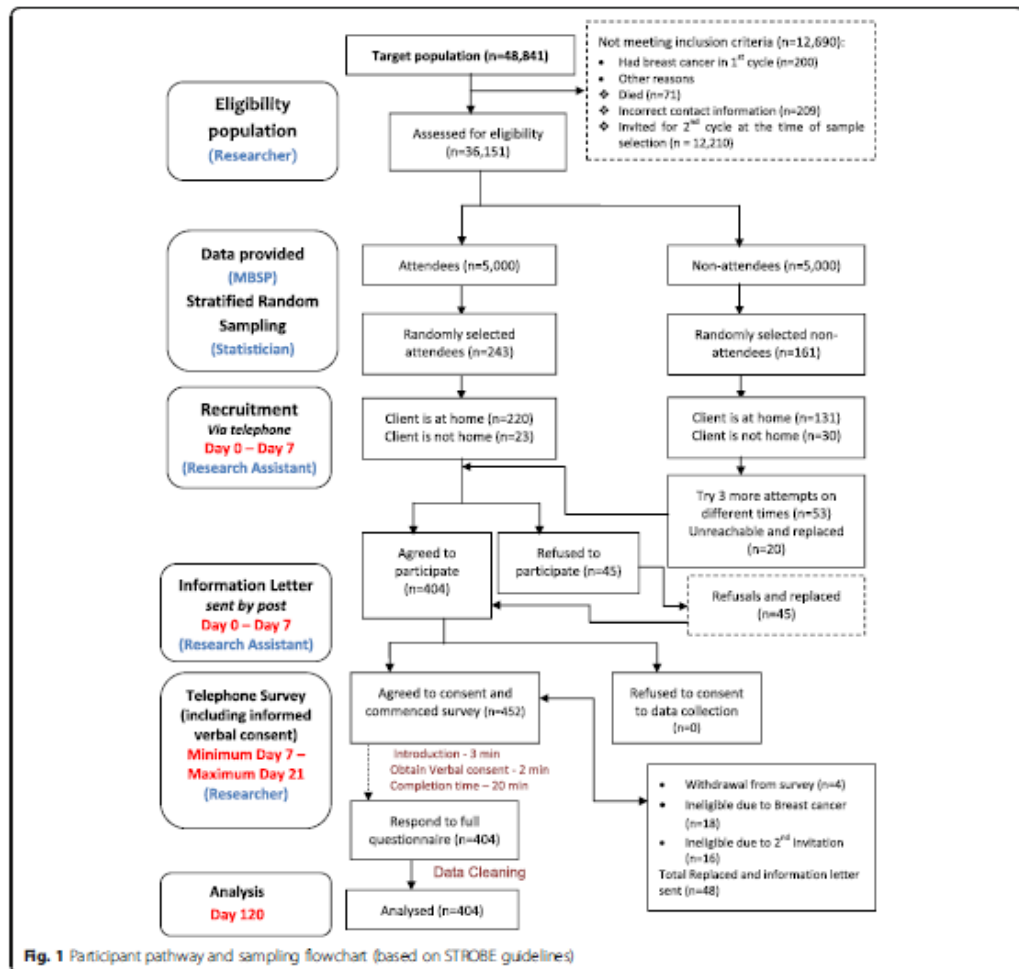 Target population (n=48,841)
Not meeting inclusion criteria (n=12,690):
• Had breast cancer in 1st cycle (n=200)
• Other reasons
❖ Died (n=71)
❖ Incorrect contact information (n=209)
❖ Invited for 2nd cycle at the time of sample
selection (n = 12,210)
Eligibility
population
(Researcher)
Assessed for eligibility
(n=36,151)
Data provided
(MBSP)
Stratified Random
Sampling
(Statistician)
Attendees (n=5,000)
Non-attendees (n=5,000)
Randomly selected
attendees (n=243)
Randomly selected non-
attendees (n=161)
Recruitment
Via telephone
Day 0 – Day 7
(Research Assistant)
Client is at home (n=220)
Client is not home (n=23)
Client is at home (n=131)
Client is not home (n=30)
Try 3 more attempts on
different times (n=53)
Unreachable and replaced
(n=20)
Agreed to
participate
(n=404)
Refused to
participate (n=45)
Refusals and replaced
(n=45)
Information Letter
sent by post
Day 0 – Day 7
(Research Assistant)
Telephone Survey
(including informed
verbal consent)
Minimum Day 7 –
Maximum Day 21
(Researcher)
Agreed to consent and
commenced survey (n=452)
Refused to consent
to data collection
(n=0)
Introduction - 3 min
Obtain Verbal consent - 2 min
Completion time – 20 min
• Withdrawal from survey (n=4)
• Ineligible due to Breast cancer
(n=18)
• Ineligible due to 2nd Invitation
(n=16)
Total Replaced and information letter
sent (n=48)
Respond to full
questionnaire (n=404)
Data Cleaning
Analysis
Day 120
Analysed (n=404)
Fig. 1 Participant pathway and sampling flowchart (based on STROBE guidelines)